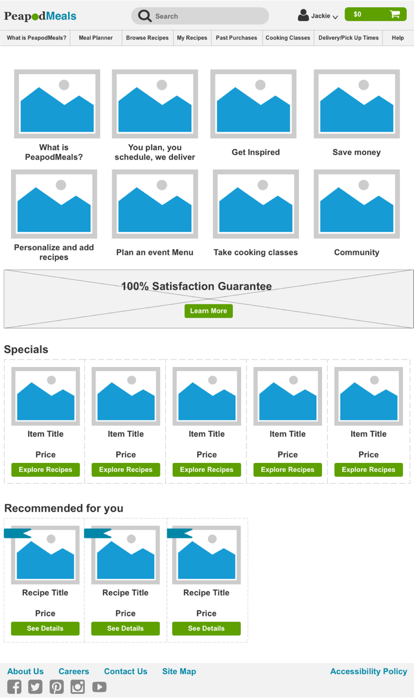 PeapodMeals
Search
Jackie
$0
What is PeapodMeals? Meal Planner Browse Recipes My Recipes Past Purchases Cooking Classes Delivery/Pick Up Times Help
What is
PeapodMeals?
You plan, you
schedule, we deliver
Get Inspired
Save money
Personalize and add
recipes
Plan an event Menu
Take cooking classes
Community
100% Satisfaction Guarantee
Learn More
Specials
Item Title Item Title Item Title Item Title Item Title
Price Price Price Price Price
Explore Recipes Explore Recipes Explore Recipes Explore Recipes Explore Recipes
Recommended for you
Recipe Title Recipe Title Recipe Title
Price Price Price
See Details See Details See Details
About Us Careers Contact Us Site Map Accessibility Policy